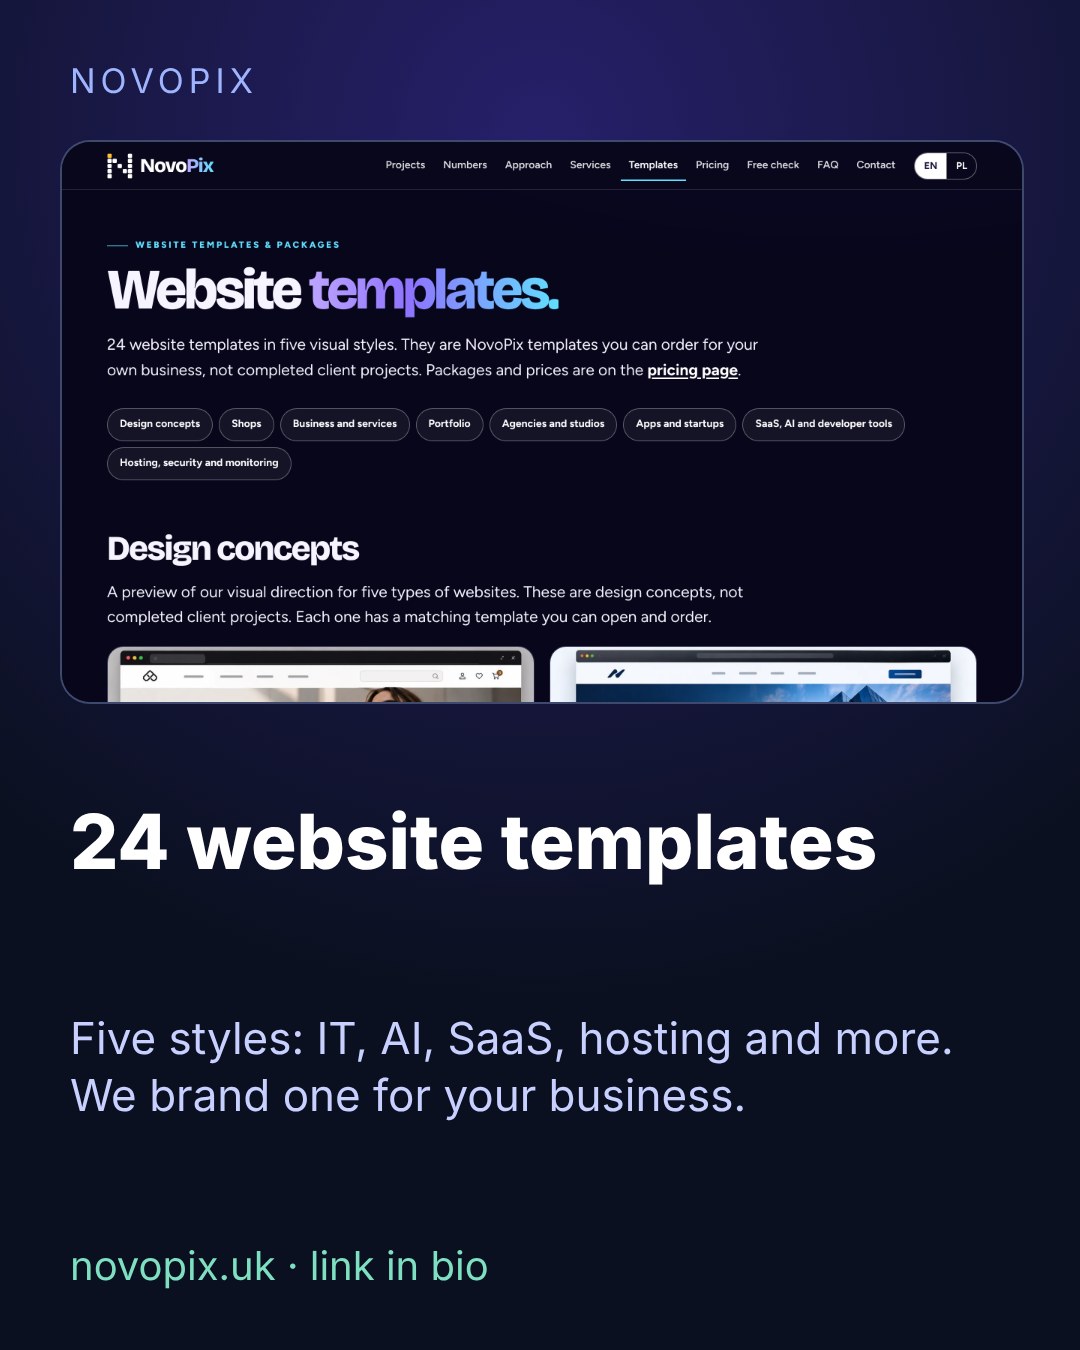 NOVOPIX
NovoPix
Projects Numbers Approach Services Templates Pricing Free check FAQ Contact EN PL
WEBSITE TEMPLATES & PACKAGES
Website templates.
24 website templates in five visual styles. They are NovoPix templates you can order for your
own business, not completed client projects. Packages and prices are on the pricing page.
Design concepts Shops Business and services Portfolio Agencies and studios Apps and startups SaaS, AI and developer tools
Hosting, security and monitoring
Design concepts
A preview of our visual direction for five types of websites. These are design concepts, not
completed client projects. Each one has a matching template you can open and order.
24 website templates
Five styles: IT, AI, SaaS, hosting and more.
We brand one for your business.
novopix.uk · link in bio